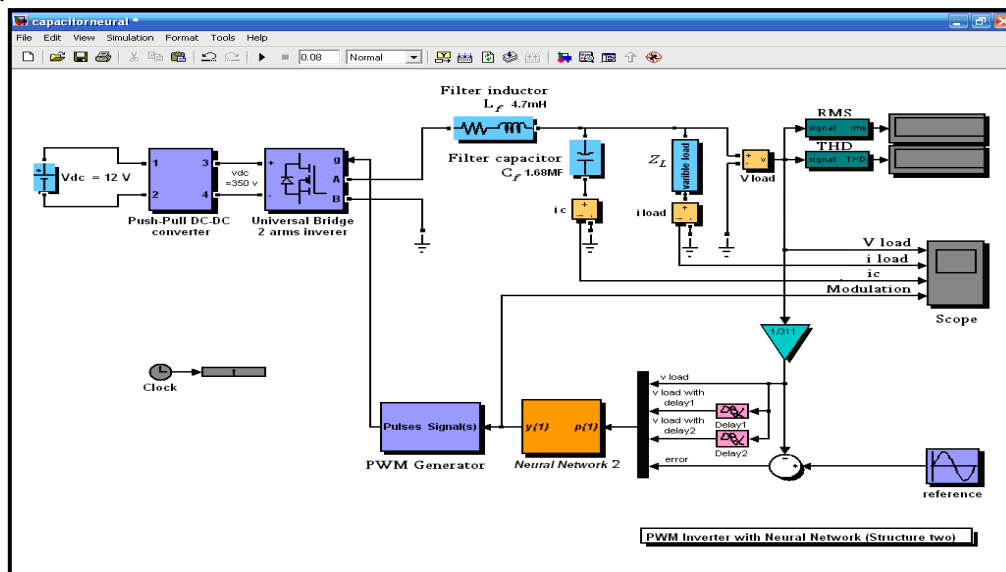 capacitorneural *
File Edit View Simulation Format Tools Help
0.08 Normal
Filter inductor
L f 4.7mH
RMS
signal rms
THD
signal THD
Filter capacitor
C f 1.68MF
Z L
varible load
+ v -
V load
Vdc = 12 V
1 3
2 4
vdc
=350 v
+ g
A
- B
Push-Pull DC-DC
converter
Universal Bridge
2 arms inverer
i c
i load
V load
i load
ic
Modulation
Scope
1/311
Clock
t
v load
v load with
delay1
Delay1
v load with
delay2
Delay2
error
Pulses Signal(s)
PWM Generator
y{1} p{1}
Neural Network 2
reference
PWM Inverter with Neural Network (Structure two)